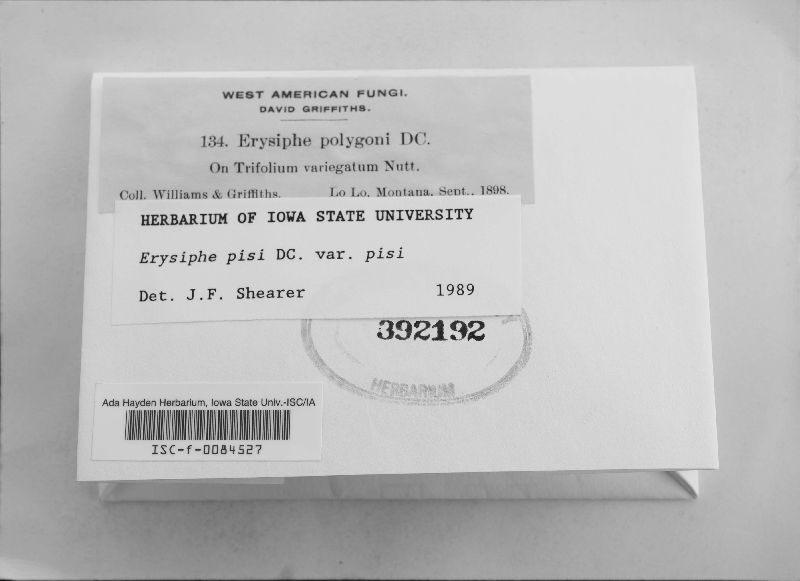 WEST AMERICAN FUNGI.
DAVID GRIFFITHS.
134. Erysiphe polygoni DC.
On Trifolium variegatum Nutt.
Coll. Williams & Griffiths. Lo Lo, Montana, Sept., 1898.
HERBARIUM OF IOWA STATE UNIVERSITY
Erysiphe pisi DC. var. pisi
Det. J.F. Shearer 1989
392192
HERBARIUM
Ada Hayden Herbarium, Iowa State Univ.-ISC/IA
ISC-f-0084527